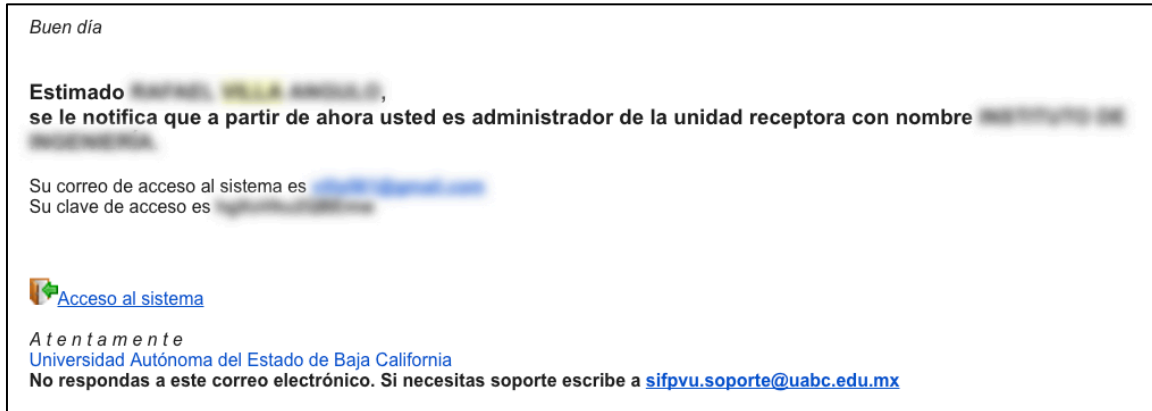 Buen día
Estimado ,
se le notifica que a partir de ahora usted es administrador de la unidad receptora con nombre
Su correo de acceso al sistema es
Su clave de acceso es
Acceso al sistema
A t e n t a m e n t e
Universidad Autónoma del Estado de Baja California
No respondas a este correo electrónico. Si necesitas soporte escribe a sifpvu.soporte@uabc.edu.mx